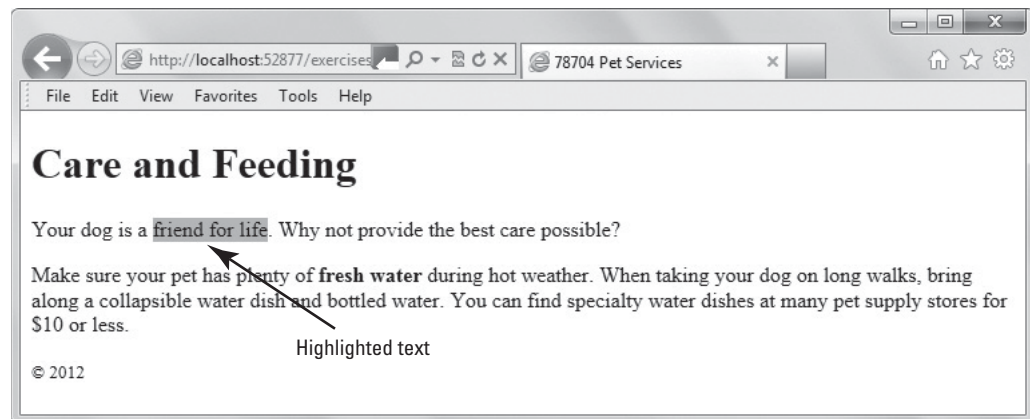 http://localhost:52877/exercises
78704 Pet Services
File Edit View Favorites Tools Help
Care and Feeding
Your dog is a friend for life. Why not provide the best care possible?
Make sure your pet has plenty of fresh water during hot weather. When taking your dog on long walks, bring
along a collapsible water dish and bottled water. You can find specialty water dishes at many pet supply stores for
$10 or less.
Highlighted text
© 2012